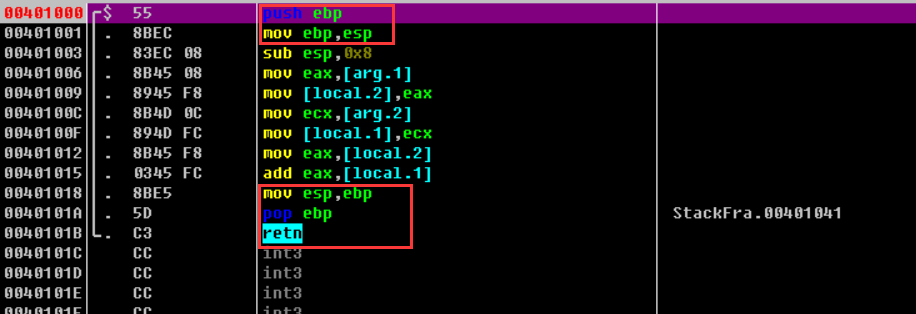 00401000 $ 55 push ebp
00401001 . 8BEC mov ebp,esp
00401003 . 83EC 08 sub esp,0x8
00401006 . 8B45 08 mov eax,[arg.1]
00401009 . 8945 F8 mov [local.2],eax
0040100C . 8B4D 0C mov ecx,[arg.2]
0040100F . 894D FC mov [local.1],ecx
00401012 . 8B45 F8 mov eax,[local.2]
00401015 . 0345 FC add eax,[local.1]
00401018 . 8BE5 mov esp,ebp
0040101A . 5D pop ebp StackFra.00401041
0040101B . C3 retn
0040101C CC int3
0040101D CC int3
0040101E CC int3
0040101F CC int3